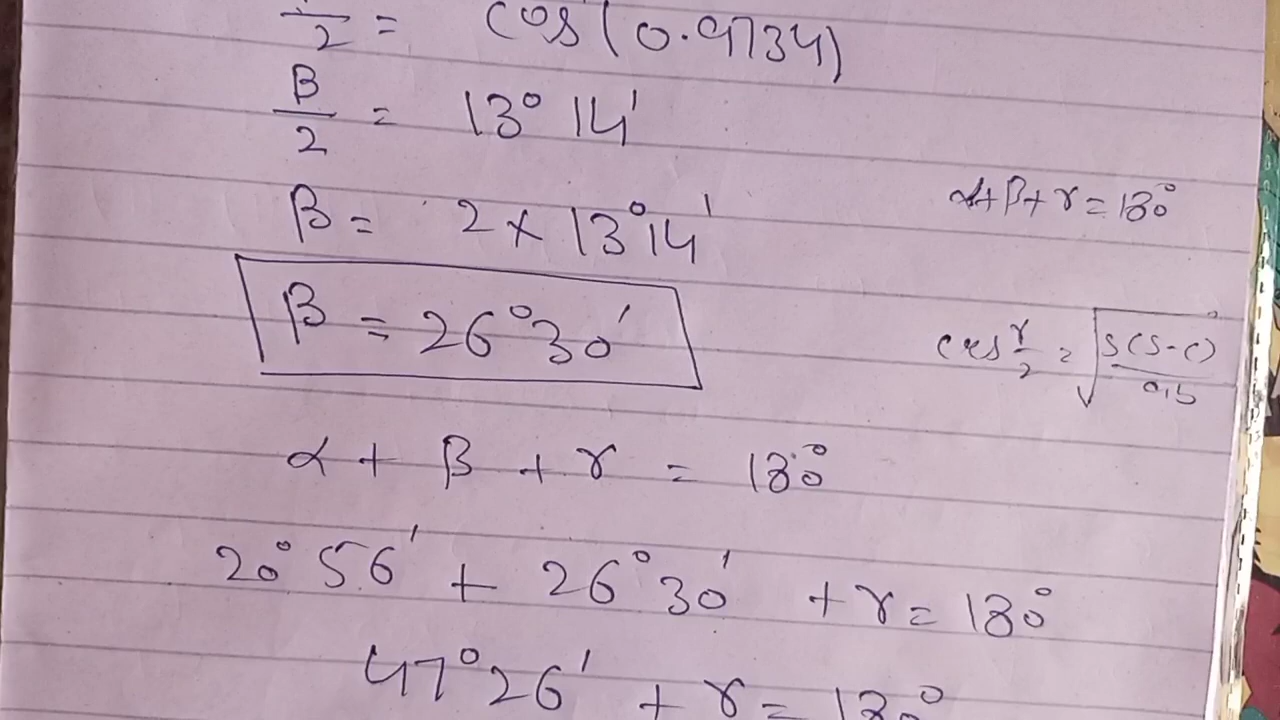 /2 = cos(0.9734)
β/2 = 13° 14'
β = 2 × 13°14'
α+β+γ = 180°
β = 26°30'
cos γ/2 = √(s(s-c)/ab)
α + β + γ = 180°
20° 56' + 26° 30' + γ = 180°
47° 26' + γ = 180°